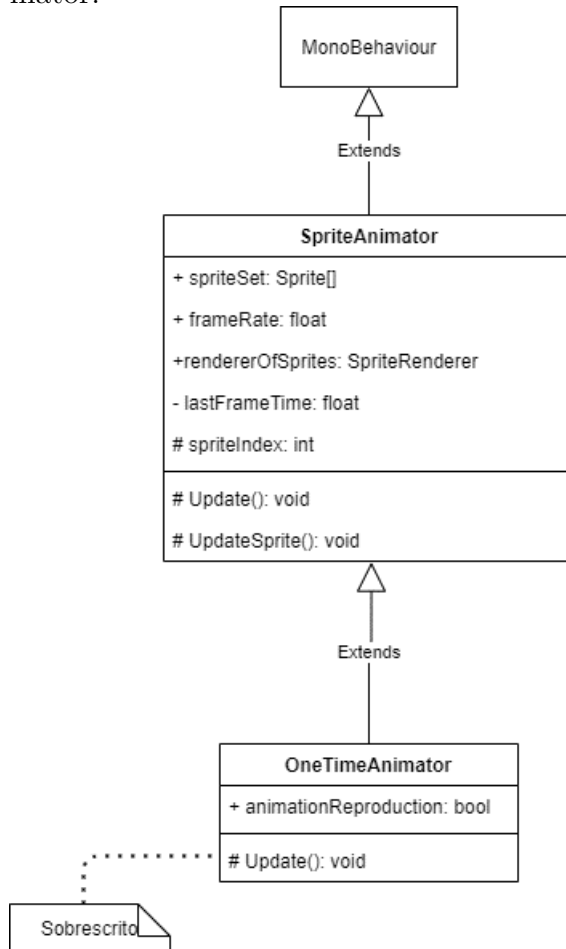 MonoBehaviour
Extends
SpriteAnimator
+ spriteSet: Sprite[]
+ frameRate: float
+rendererOfSprites: SpriteRenderer
- lastFrameTime: float
# spriteIndex: int
# Update(): void
# UpdateSprite(): void
Extends
OneTimeAnimator
+ animationReproduction: bool
# Update(): void
Sobrescrito